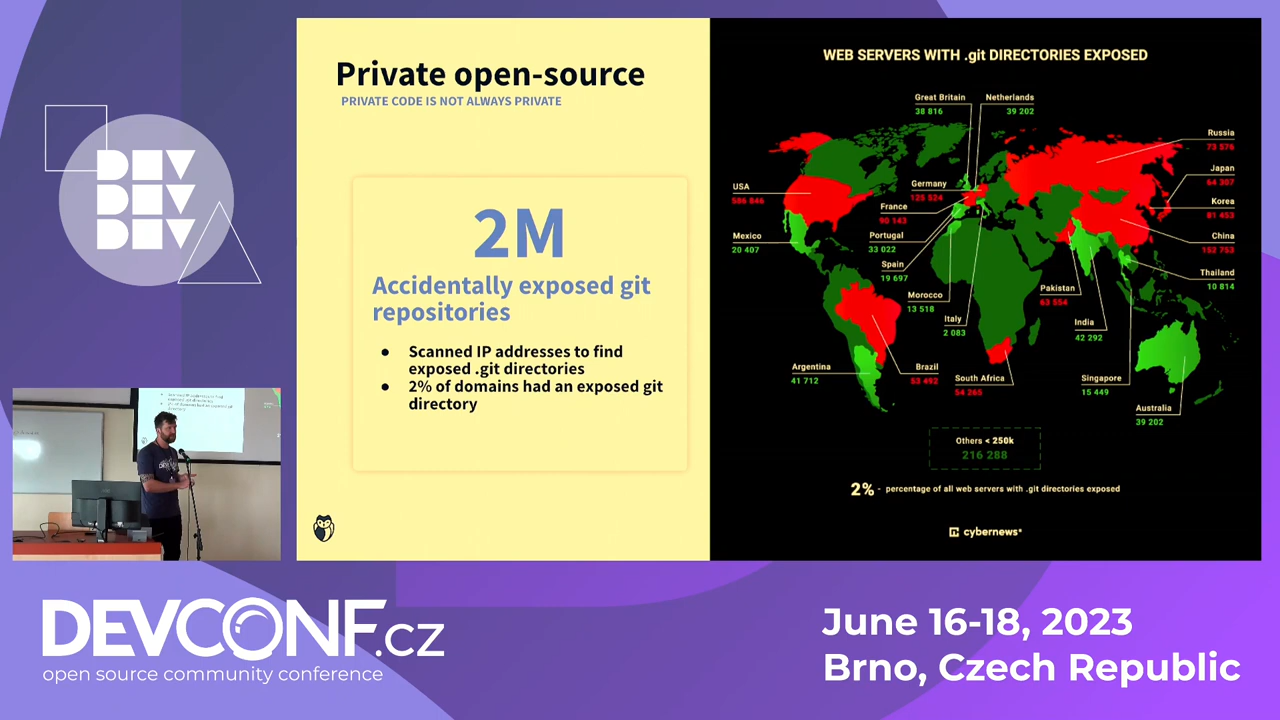 DEV
DEV
DEV
Private open-source
PRIVATE CODE IS NOT ALWAYS PRIVATE
2M
Accidentally exposed git
repositories
● Scanned IP addresses to find
exposed .git directories
● 2% of domains had an exposed git
directory
WEB SERVERS WITH .git DIRECTORIES EXPOSED
Great Britain
38 816
Netherlands
39 202
Russia
73 576
Japan
64 307
Korea
81 453
China
152 753
Thailand
10 814
USA
586 846
Mexico
20 407
Germany
125 524
France
90 143
Portugal
33 022
Spain
19 697
Morocco
13 518
Italy
2 083
Pakistan
63 554
India
42 292
Argentina
41 712
Brazil
53 492
South Africa
54 265
Singapore
15 449
Australia
39 202
Others < 250k
216 288
2% - percentage of all web servers with .git directories exposed
cybernews®
DEVCONF.cz
open source community conference
June 16-18, 2023
Brno, Czech Republic